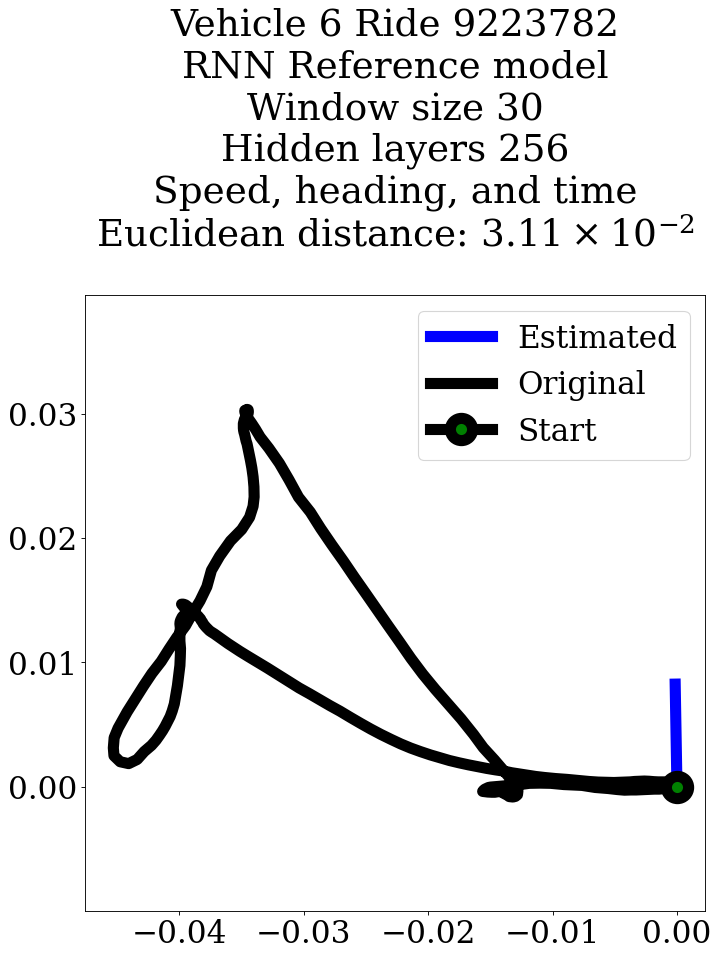 Vehicle 6 Ride 9223782
RNN Reference model
Window size 30
Hidden layers 256
Speed, heading, and time
Euclidean distance: 3.11 × 10⁻²
Estimated
Original
Start
0.03
0.02
0.01
0.00
−0.04 −0.03 −0.02 −0.01 0.00